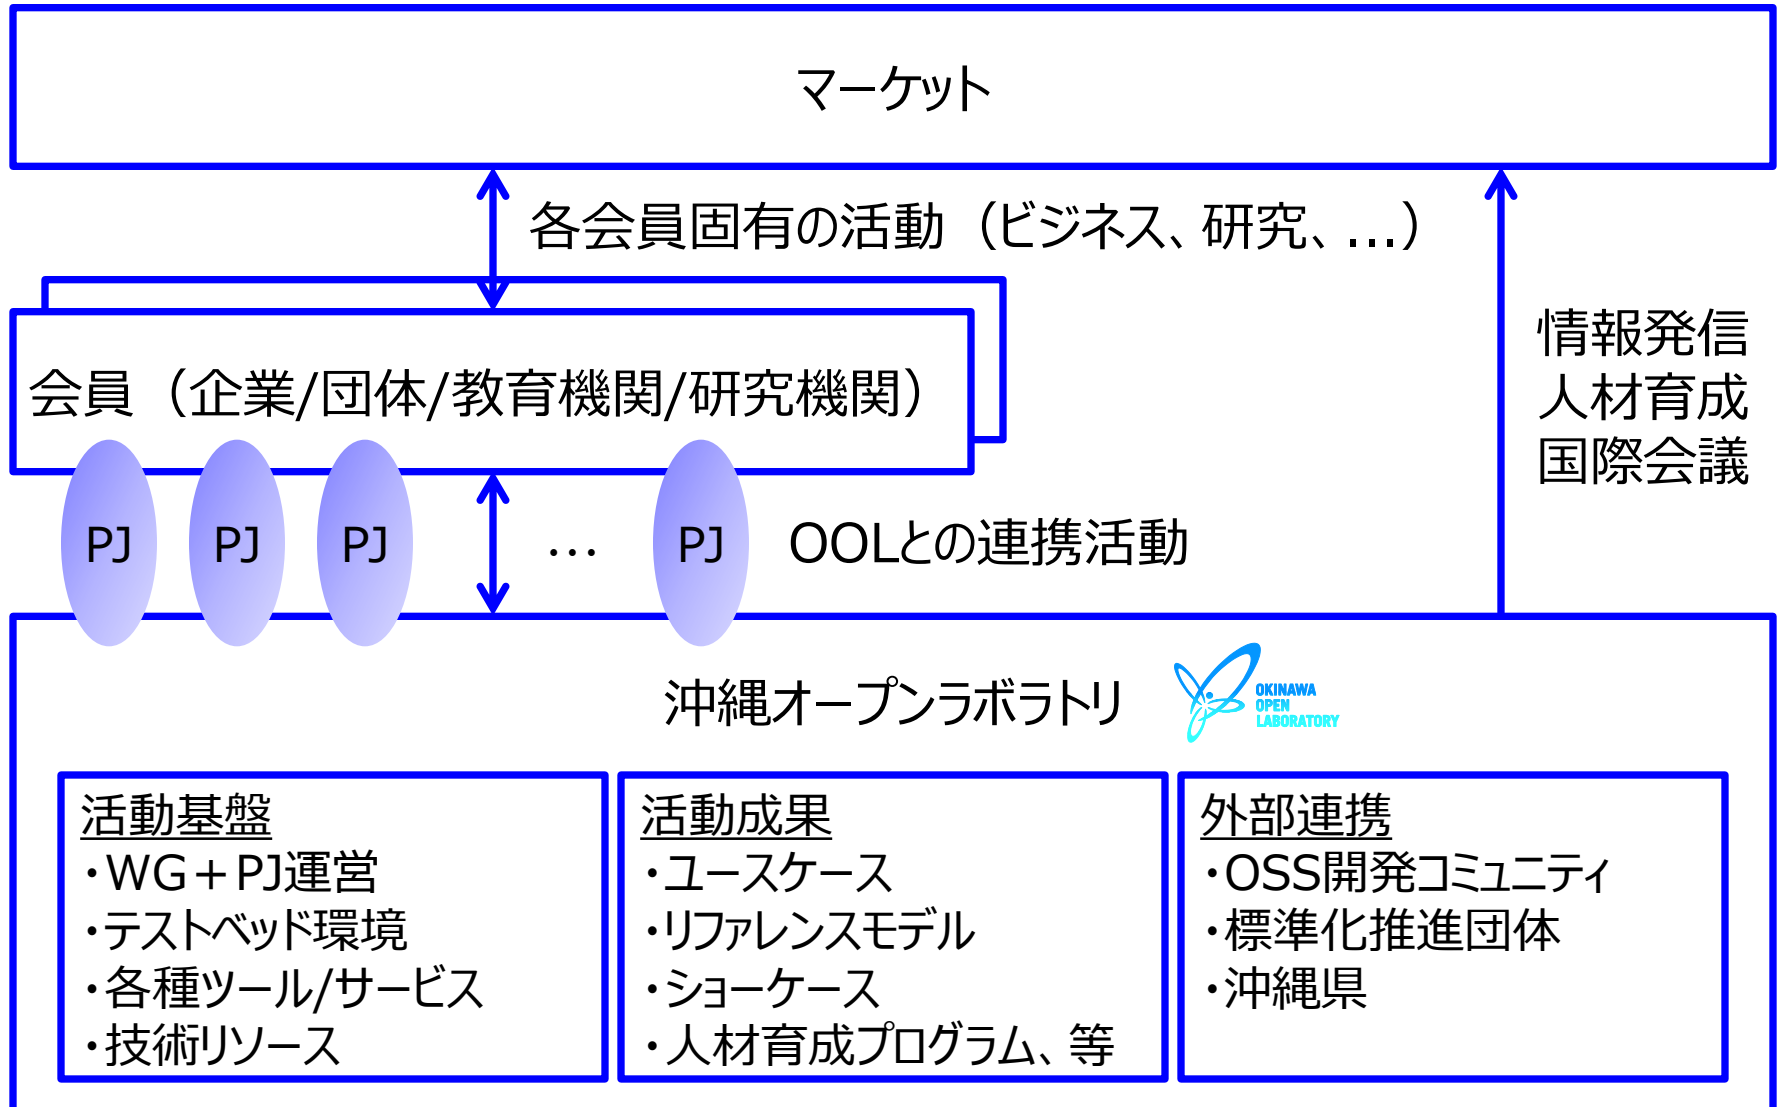 マーケット
各会員固有の活動（ビジネス、研究、…）
会員（企業/団体/教育機関/研究機関）
情報発信
人材育成
国際会議
PJ
PJ
PJ
…
PJ
OOLとの連携活動
沖縄オープンラボラトリ
OKINAWA
OPEN
LABORATORY
活動基盤
・WG＋PJ運営
・テストベッド環境
・各種ツール/サービス
・技術リソース
活動成果
・ユースケース
・リファレンスモデル
・ショーケース
・人材育成プログラム、等
外部連携
・OSS開発コミュニティ
・標準化推進団体
・沖縄県